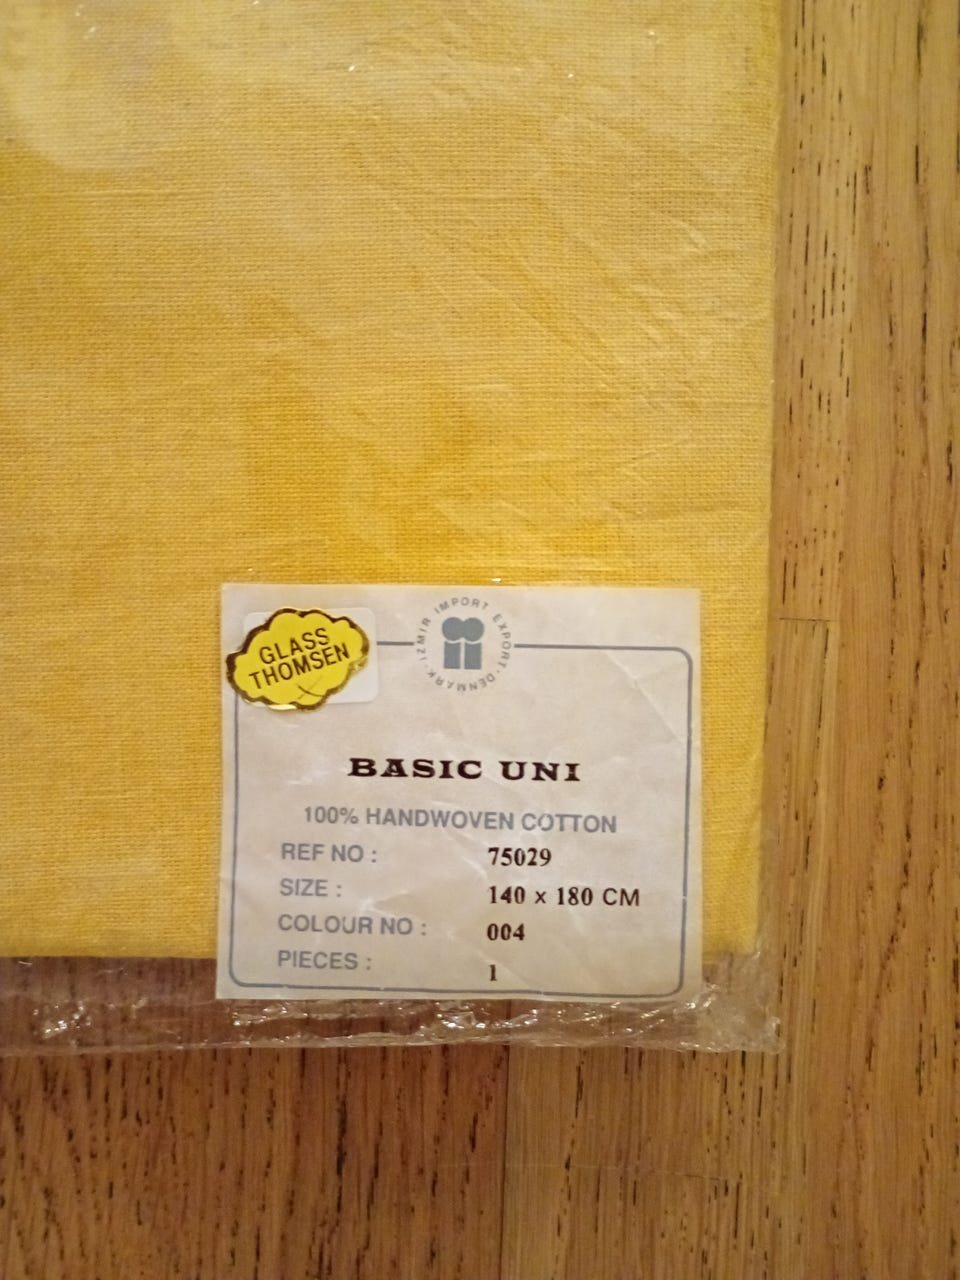 GLASS
THOMSEN
IZMIR IMPORT EXPORT · DENMARK ·
BASIC UNI
100% HANDWOVEN COTTON
REF NO : 75029
SIZE : 140 x 180 CM
COLOUR NO : 004
PIECES : 1